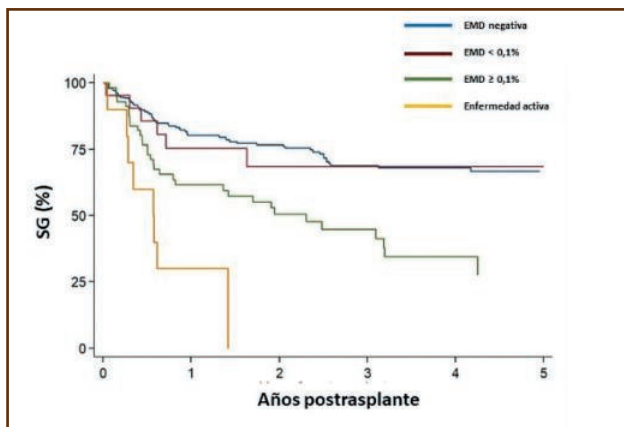 EMD negativa
EMD < 0,1%
EMD ≥ 0,1%
Enfermedad activa
100
75
50
25
0
SG (%)
0 1 2 3 4 5
Años postrasplante